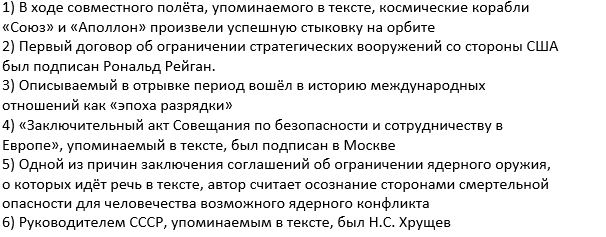 1) В ходе совместного полёта, упоминаемого в тексте, космические корабли
«Союз» и «Аполлон» произвели успешную стыковку на орбите
2) Первый договор об ограничении стратегических вооружений со стороны США
был подписан Рональд Рейган.
3) Описываемый в отрывке период вошёл в историю международных
отношений как «эпоха разрядки»
4) «Заключительный акт Совещания по безопасности и сотрудничеству в
Европе», упоминаемый в тексте, был подписан в Москве
5) Одной из причин заключения соглашений об ограничении ядерного оружия,
о которых идёт речь в тексте, автор считает осознание сторонами смертельной
опасности для человечества возможного ядерного конфликта
6) Руководителем СССР, упоминаемым в тексте, был Н.С. Хрущев